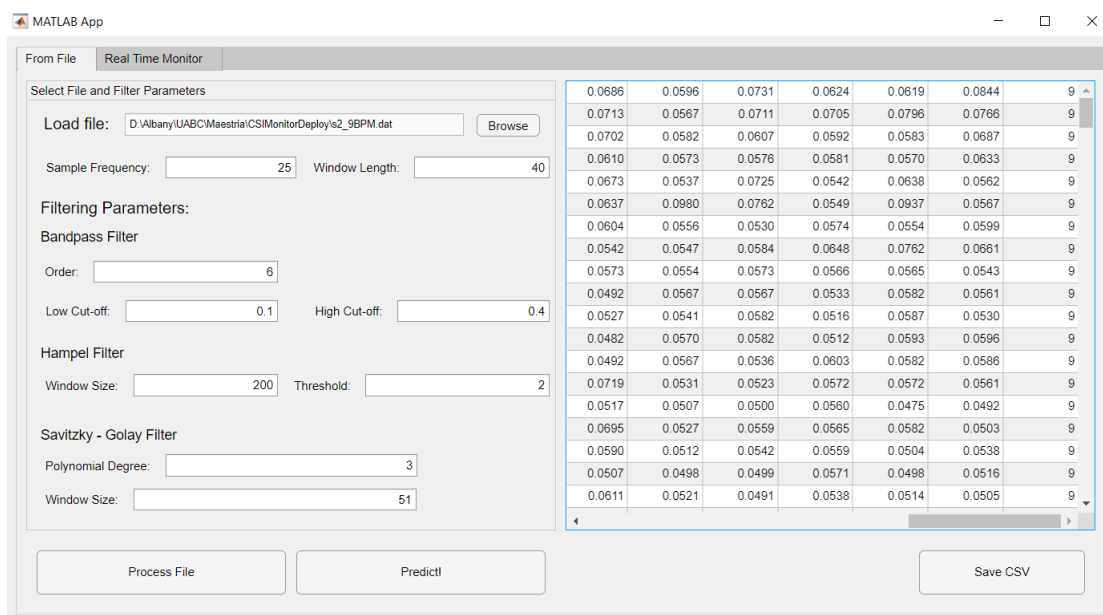 MATLAB App
From File Real Time Monitor
Select File and Filter Parameters
Load file: D:\Albany\UABC\Maestria\CSIMonitorDeploy\s2_9BPM.dat Browse
Sample Frequency: 25 Window Length: 40
Filtering Parameters:
Bandpass Filter
Order: 6
Low Cut-off: 0.1 High Cut-off: 0.4
Hampel Filter
Window Size: 200 Threshold: 2
Savitzky - Golay Filter
Polynomial Degree: 3
Window Size: 51
0.0686 0.0596 0.0731 0.0624 0.0619 0.0844 9
0.0713 0.0567 0.0711 0.0705 0.0796 0.0766 9
0.0702 0.0582 0.0607 0.0592 0.0583 0.0687 9
0.0610 0.0573 0.0576 0.0581 0.0570 0.0633 9
0.0673 0.0537 0.0725 0.0542 0.0638 0.0562 9
0.0637 0.0980 0.0762 0.0549 0.0937 0.0567 9
0.0604 0.0556 0.0530 0.0574 0.0554 0.0599 9
0.0542 0.0547 0.0584 0.0648 0.0762 0.0661 9
0.0573 0.0554 0.0573 0.0566 0.0565 0.0543 9
0.0492 0.0567 0.0567 0.0533 0.0582 0.0561 9
0.0527 0.0541 0.0582 0.0516 0.0587 0.0530 9
0.0482 0.0570 0.0582 0.0512 0.0593 0.0596 9
0.0492 0.0567 0.0536 0.0603 0.0582 0.0586 9
0.0719 0.0531 0.0523 0.0572 0.0572 0.0561 9
0.0517 0.0507 0.0500 0.0560 0.0475 0.0492 9
0.0695 0.0527 0.0559 0.0565 0.0582 0.0503 9
0.0590 0.0512 0.0542 0.0559 0.0504 0.0538 9
0.0507 0.0498 0.0499 0.0571 0.0498 0.0516 9
0.0611 0.0521 0.0491 0.0538 0.0514 0.0505 9
Process File Predict! Save CSV